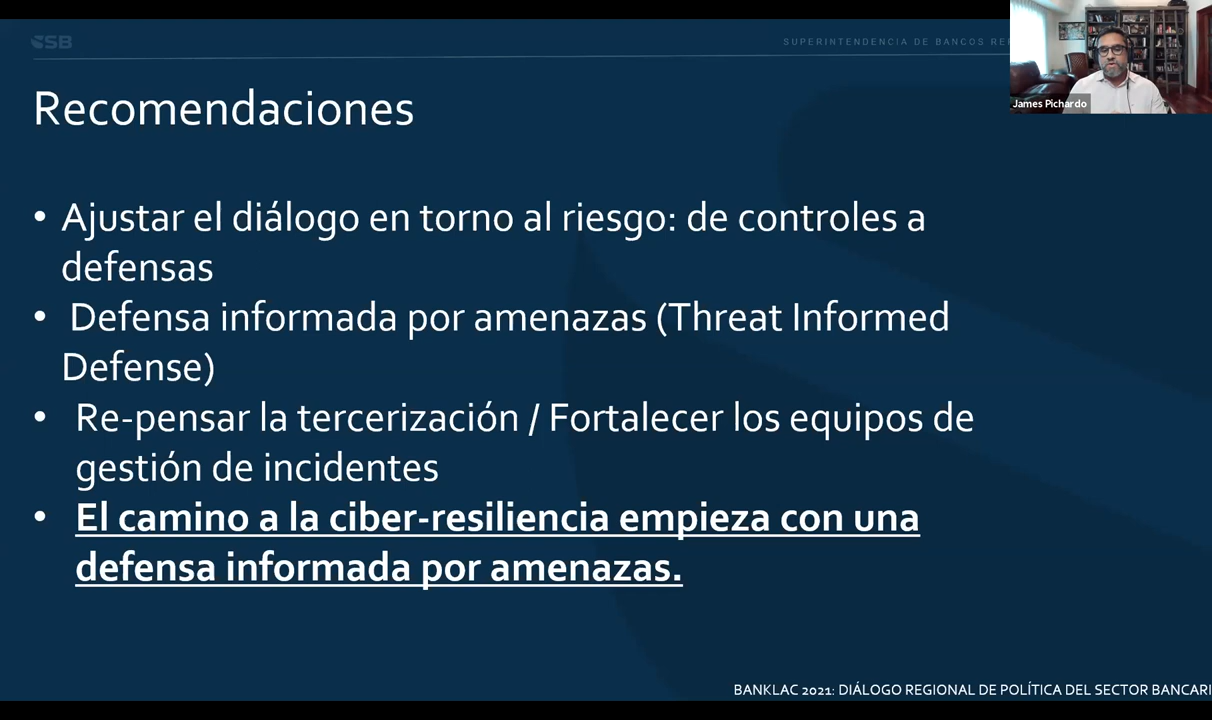 SB
SUPERINTENDENCIA DE BANCOS
James Pichardo
Recomendaciones
• Ajustar el diálogo en torno al riesgo: de controles a
defensas
• Defensa informada por amenazas (Threat Informed
Defense)
• Re-pensar la tercerización / Fortalecer los equipos de
gestión de incidentes
• El camino a la ciber-resiliencia empieza con una
defensa informada por amenazas.
BANKLAC 2021: DIÁLOGO REGIONAL DE POLÍTICA DEL SECTOR BANCARI